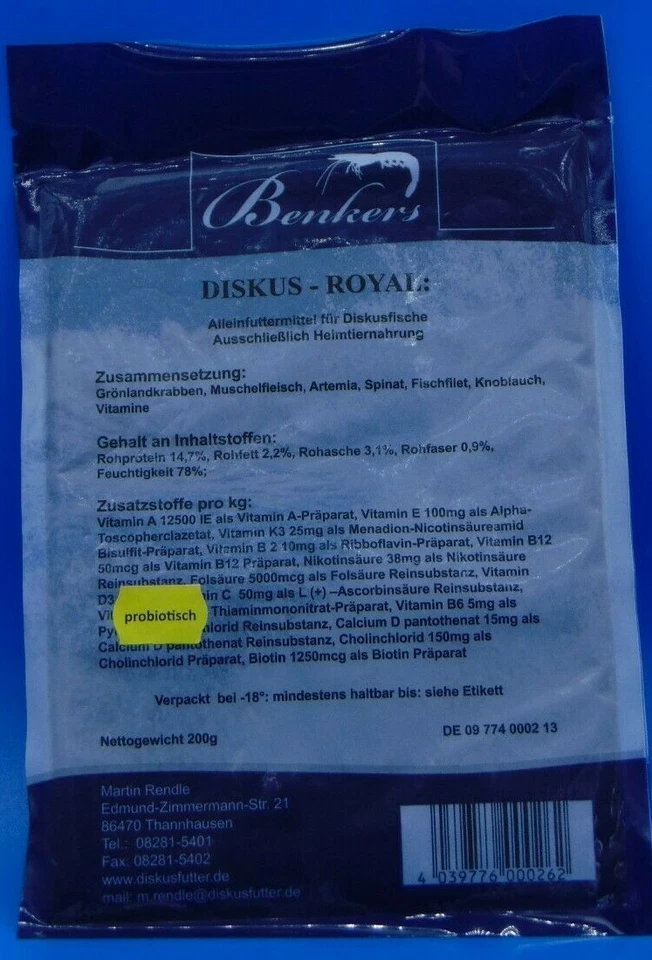 Benkers
DISKUS - ROYAL:
Alleinfuttermittel für Diskusfische
Ausschließlich Heimtiernahrung
Zusammensetzung:
Grönlandkrabben, Muschelfleisch, Artemia, Spinat, Fischfilet, Knoblauch,
Vitamine
Gehalt an Inhaltstoffen:
Rohprotein 14,7%, Rohfett 2,2%, Rohasche 3,1%, Rohfaser 0,9%,
Feuchtigkeit 78%;
Zusatzstoffe pro kg:
Vitamin A 12500 IE als Vitamin A-Präparat, Vitamin E 100mg als Alpha-
Toscopherclazetat, Vitamin K3 25mg als Menadion-Nicotinsäureamid
Bisulfit-Präparat, Vitamin B 2 10mg als Ribboflavin-Präparat, Vitamin B12
50mcg als Vitamin B12 Präparat, Nikotinsäure 38mg als Nikotinsäure
Reinsubstanz, Folsäure 5000mcg als Folsäure Reinsubstanz, Vitamin
D3 C 50mg als L (+) –Ascorbinsäure Reinsubstanz,
probiotisch
Thiaminmononitrat-Präparat, Vitamin B6 5mg als
Reinsubstanz, Calcium D pantothenat 15mg als
Calcium D pantothenat Reinsubstanz, Cholinchlorid 150mg als
Cholinchlorid Präparat, Biotin 1250mcg als Biotin Präparat
Verpackt bei -18°: mindestens haltbar bis: siehe Etikett
Nettogewicht 200g
DE 09 774 0002 13
Martin Rendle
Edmund-Zimmermann-Str. 21
86470 Thannhausen
Tel.: 08281-5401
Fax: 08281-5402
www.diskusfutter.de
mail: m.rendle@diskusfutter.de
4 039776 000262